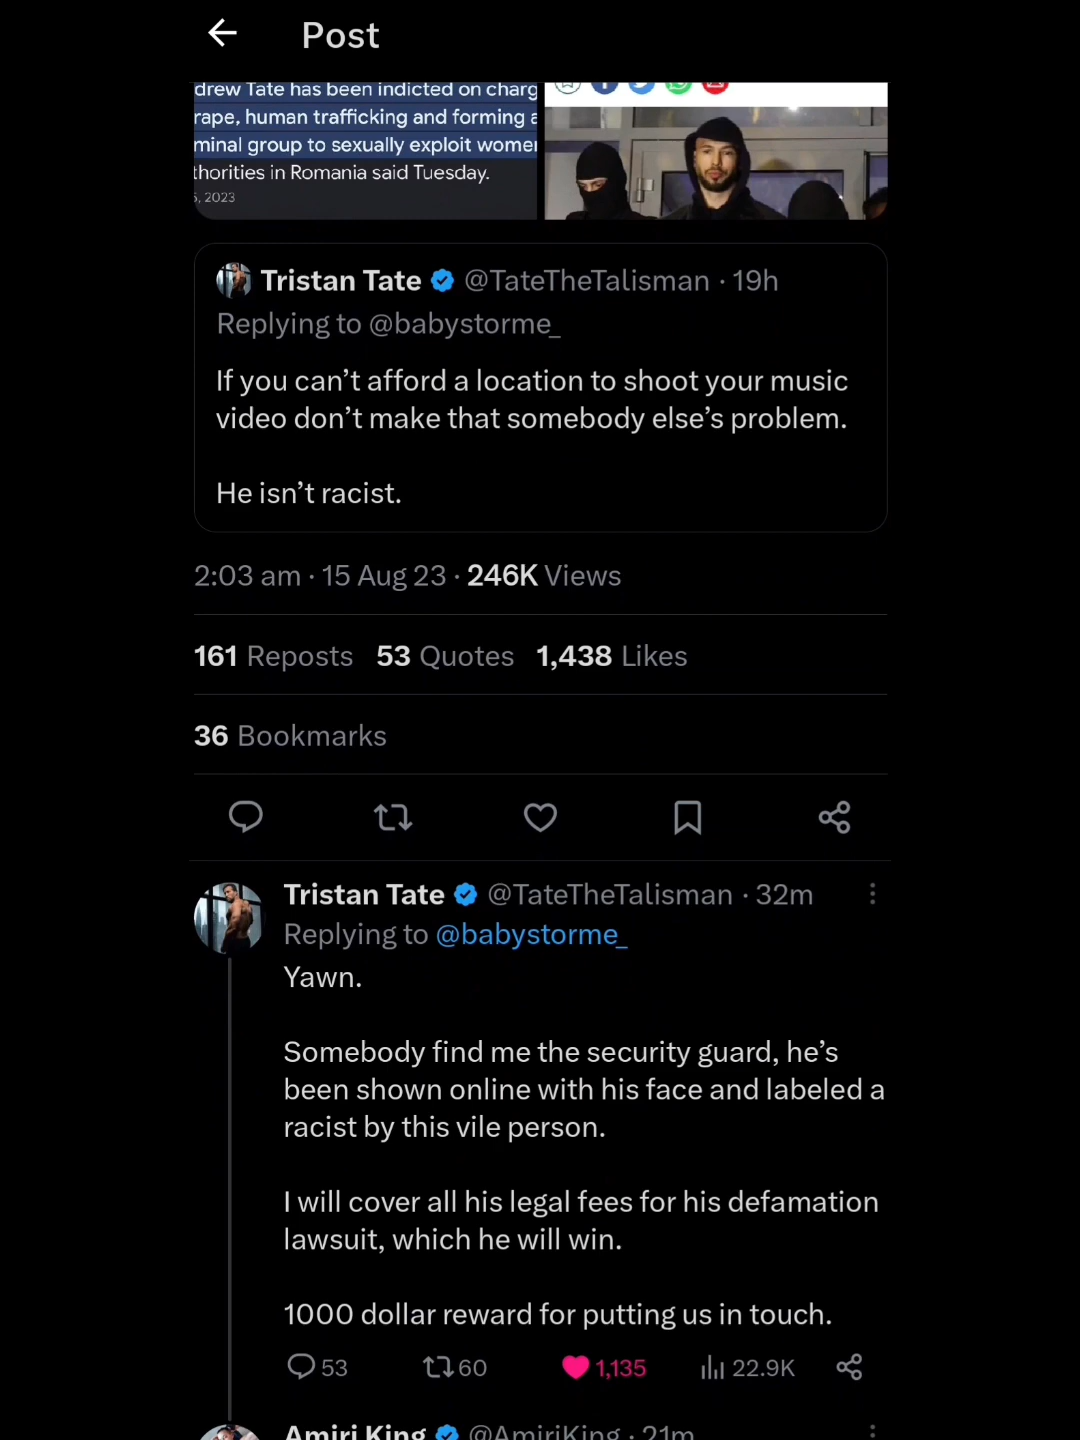 Post
drew Tate has been indicted on charg
rape, human trafficking and forming a
minal group to sexually exploit women
thorities in Romania said Tuesday.
, 2023
Tristan Tate @TateTheTalisman · 19h
Replying to @babystorme_
If you can’t afford a location to shoot your music
video don’t make that somebody else’s problem.
He isn’t racist.
2:03 am · 15 Aug 23 · 246K Views
161 Reposts 53 Quotes 1,438 Likes
36 Bookmarks
Tristan Tate @TateTheTalisman · 32m
Replying to @babystorme_
Yawn.
Somebody find me the security guard, he’s
been shown online with his face and labeled a
racist by this vile person.
I will cover all his legal fees for his defamation
lawsuit, which he will win.
1000 dollar reward for putting us in touch.
53 60 1,135 22.9K
Amiri King @AmiriKing · 21m